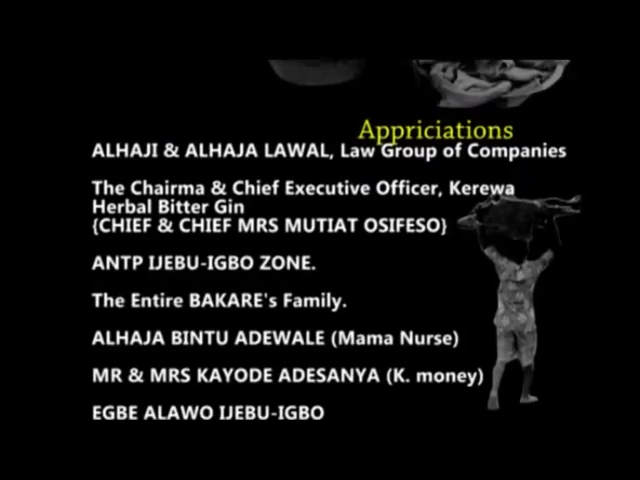 Appriciations
ALHAJI & ALHAJA LAWAL, Law Group of Companies
The Chairma & Chief Executive Officer, Kerewa
Herbal Bitter Gin
{CHIEF & CHIEF MRS MUTIAT OSIFESO}
ANTP IJEBU-IGBO ZONE.
The Entire BAKARE's Family.
ALHAJA BINTU ADEWALE (Mama Nurse)
MR & MRS KAYODE ADESANYA (K. money)
EGBE ALAWO IJEBU-IGBO